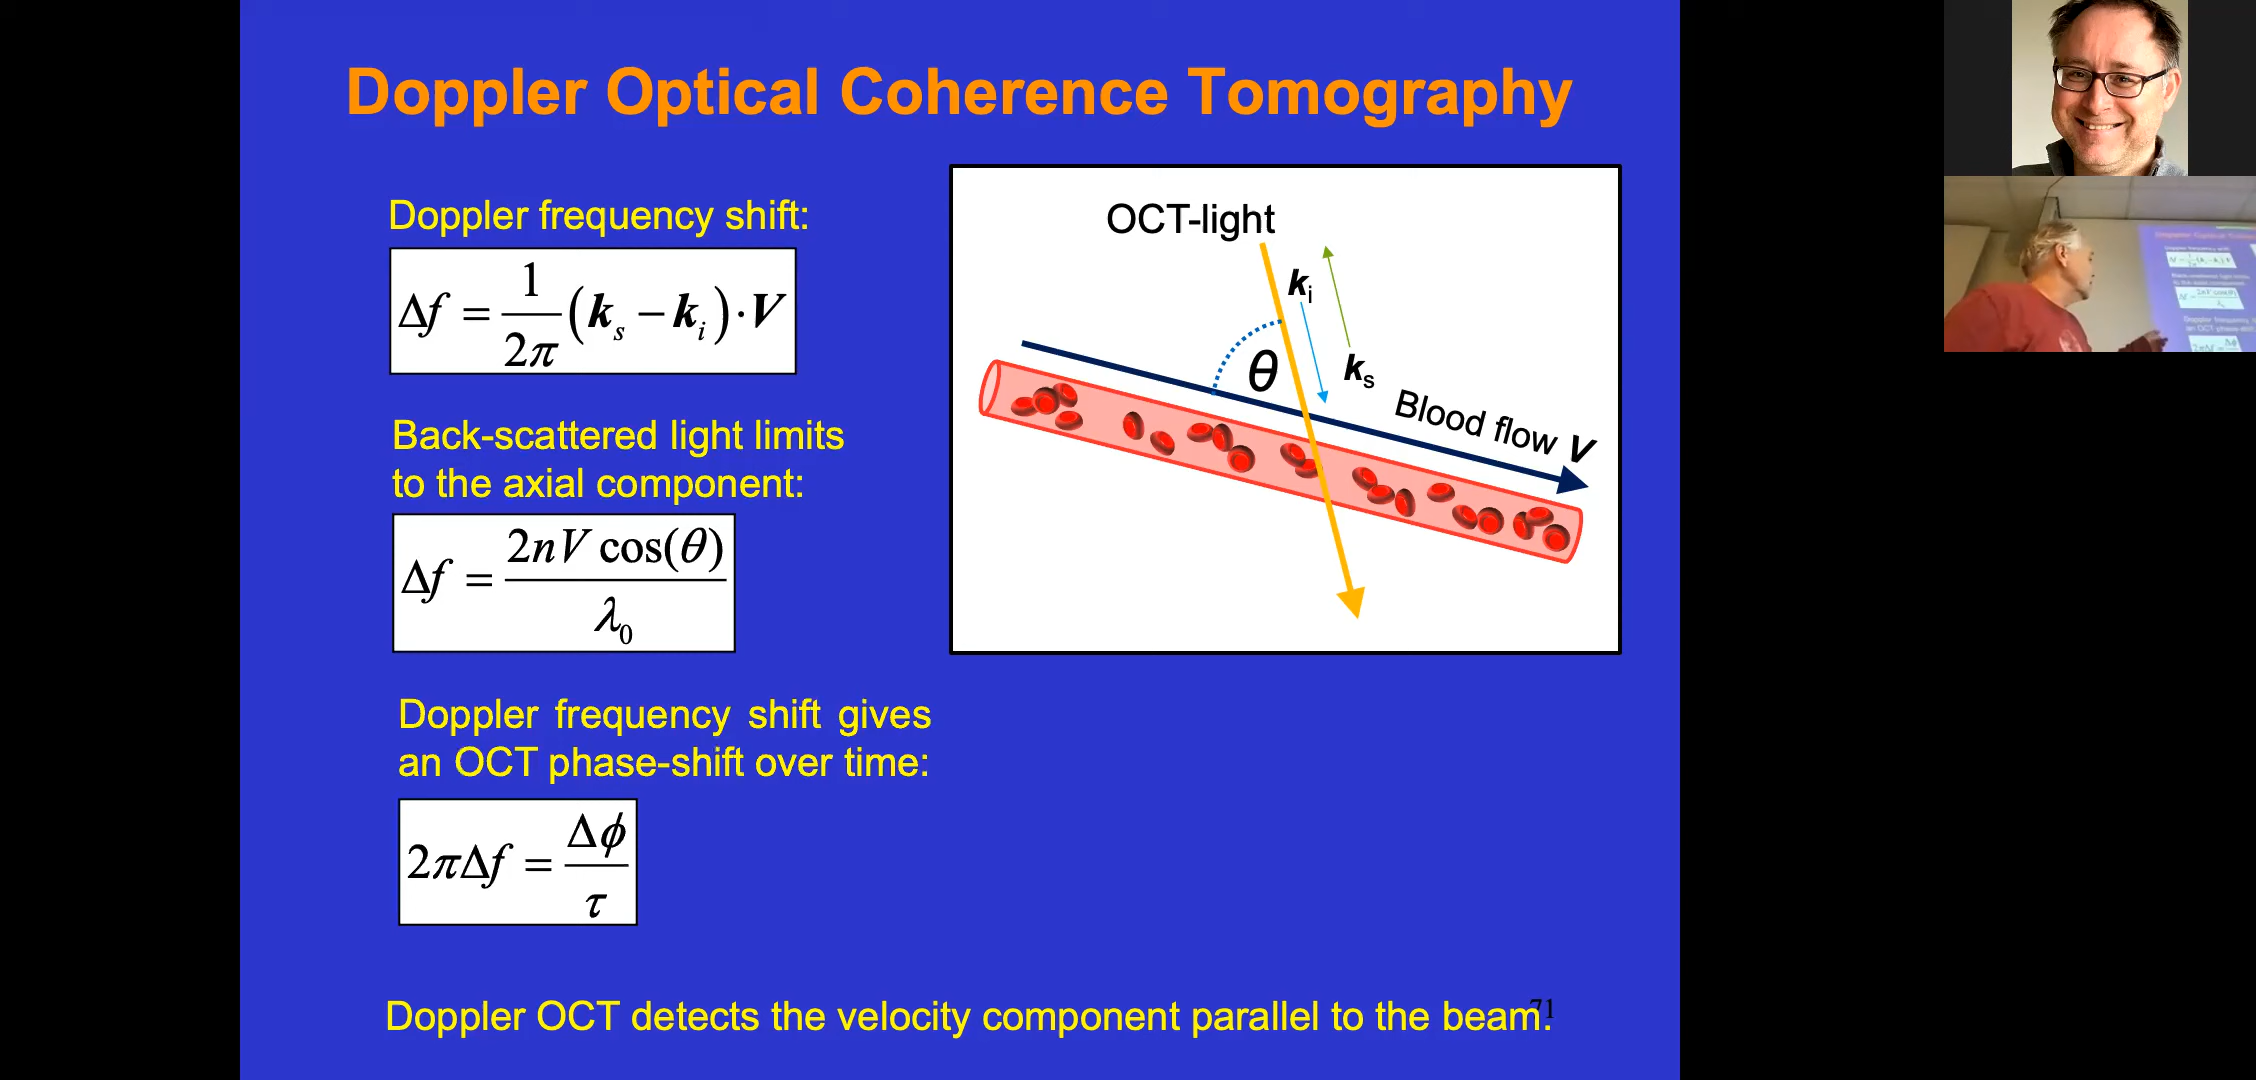 Doppler Optical Coherence Tomography
Doppler frequency shift:
Δf = 1/2π (k_s − k_i) · V
Back-scattered light limits
to the axial component:
Δf = 2nV cos(θ) / λ_0
Doppler frequency shift gives
an OCT phase-shift over time:
2πΔf = Δϕ / τ
OCT-light
k_i
k_s
θ
Blood flow V
Doppler OCT detects the velocity component parallel to the beam.
71